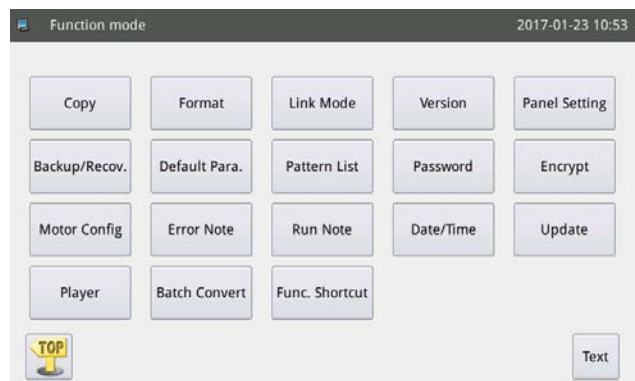 Function mode 2017-01-23 10:53
Copy Format Link Mode Version Panel Setting
Backup/Recov. Default Para. Pattern List Password Encrypt
Motor Config Error Note Run Note Date/Time Update
Player Batch Convert Func. Shortcut
TOP Text